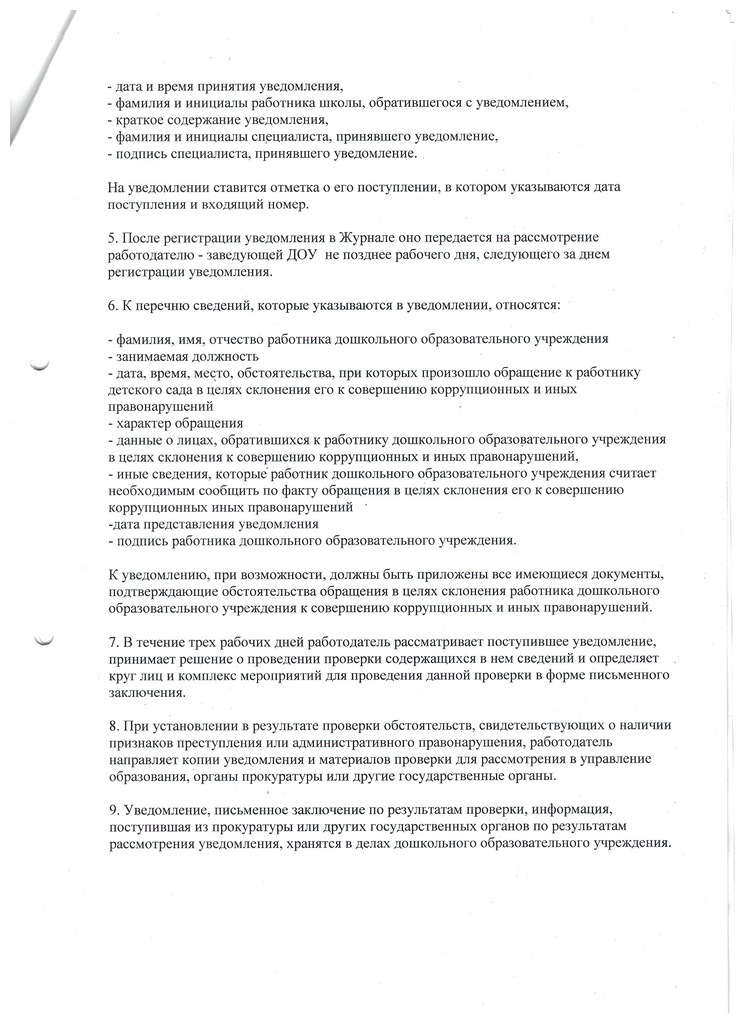 - дата и время принятия уведомления,
- фамилия и инициалы работника школы, обратившегося с уведомлением,
- краткое содержание уведомления,
- фамилия и инициалы специалиста, принявшего уведомление,
- подпись специалиста, принявшего уведомление.
На уведомлении ставится отметка о его поступлении, в котором указываются дата
поступления и входящий номер.
5. После регистрации уведомления в Журнале оно передается на рассмотрение
работодателю - заведующей ДОУ не позднее рабочего дня, следующего за днем
регистрации уведомления.
6. К перечню сведений, которые указываются в уведомлении, относятся:
- фамилия, имя, отчество работника дошкольного образовательного учреждения
- занимаемая должность
- дата, время, место, обстоятельства, при которых произошло обращение к работнику
детского сада в целях склонения его к совершению коррупционных и иных
правонарушений
- характер обращения
- данные о лицах, обратившихся к работнику дошкольного образовательного учреждения
в целях склонения к совершению коррупционных и иных правонарушений,
- иные сведения, которые работник дошкольного образовательного учреждения считает
необходимым сообщить по факту обращения в целях склонения его к совершению
коррупционных иных правонарушений
-дата представления уведомления
- подпись работника дошкольного образовательного учреждения.
К уведомлению, при возможности, должны быть приложены все имеющиеся документы,
подтверждающие обстоятельства обращения в целях склонения работника дошкольного
образовательного учреждения к совершению коррупционных и иных правонарушений.
7. В течение трех рабочих дней работодатель рассматривает поступившее уведомление,
принимает решение о проведении проверки содержащихся в нем сведений и определяет
круг лиц и комплекс мероприятий для проведения данной проверки в форме письменного
заключения.
8. При установлении в результате проверки обстоятельств, свидетельствующих о наличии
признаков преступления или административного правонарушения, работодатель
направляет копии уведомления и материалов проверки для рассмотрения в управление
образования, органы прокуратуры или другие государственные органы.
9. Уведомление, письменное заключение по результатам проверки, информация,
поступившая из прокуратуры или других государственных органов по результатам
рассмотрения уведомления, хранятся в делах дошкольного образовательного учреждения.